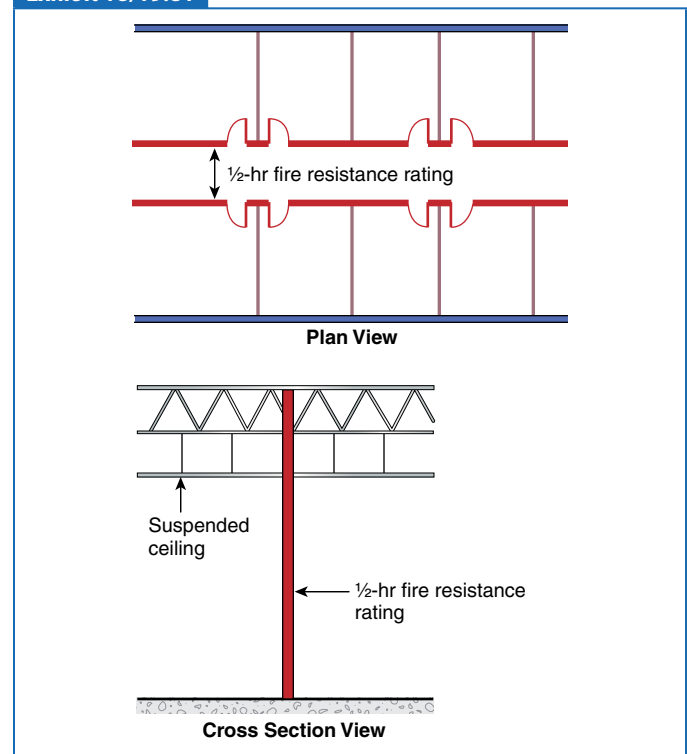 ½-hr fire resistance rating
Plan View
Suspended
ceiling
½-hr fire resistance
rating
Cross Section View